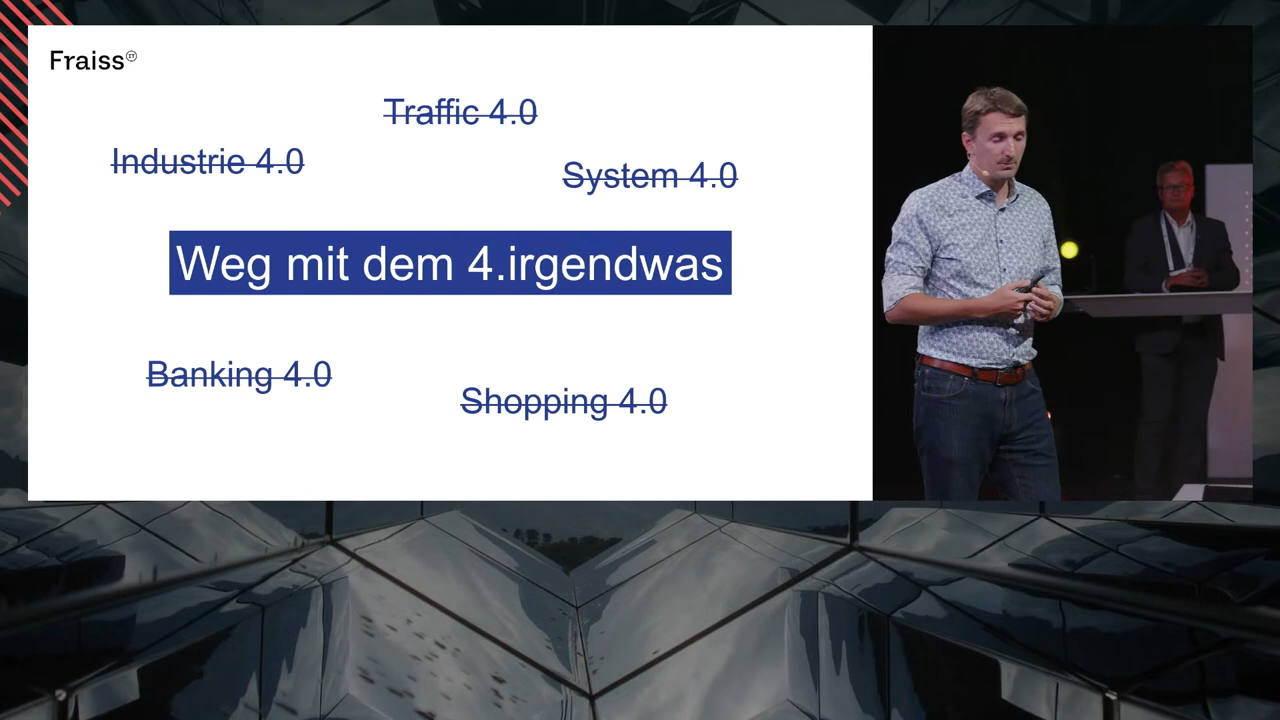 Fraiss
Traffic 4.0
Industrie 4.0
System 4.0
Weg mit dem 4.irgendwas
Banking 4.0
Shopping 4.0